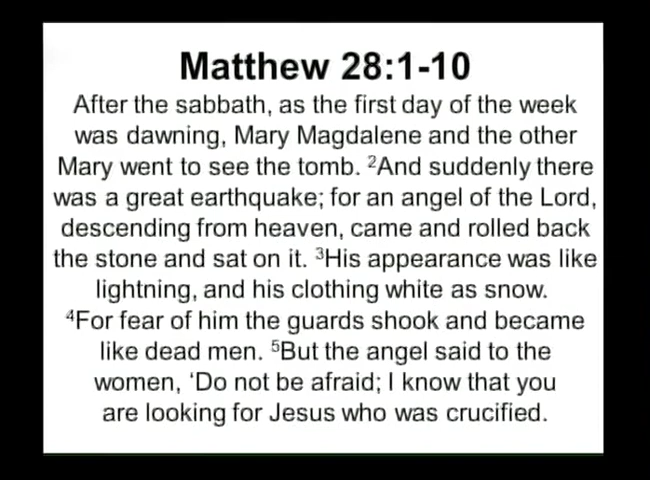 Matthew 28:1-10
After the sabbath, as the first day of the week
was dawning, Mary Magdalene and the other
Mary went to see the tomb. ²And suddenly there
was a great earthquake; for an angel of the Lord,
descending from heaven, came and rolled back
the stone and sat on it. ³His appearance was like
lightning, and his clothing white as snow.
⁴For fear of him the guards shook and became
like dead men. ⁵But the angel said to the
women, ‘Do not be afraid; I know that you
are looking for Jesus who was crucified.